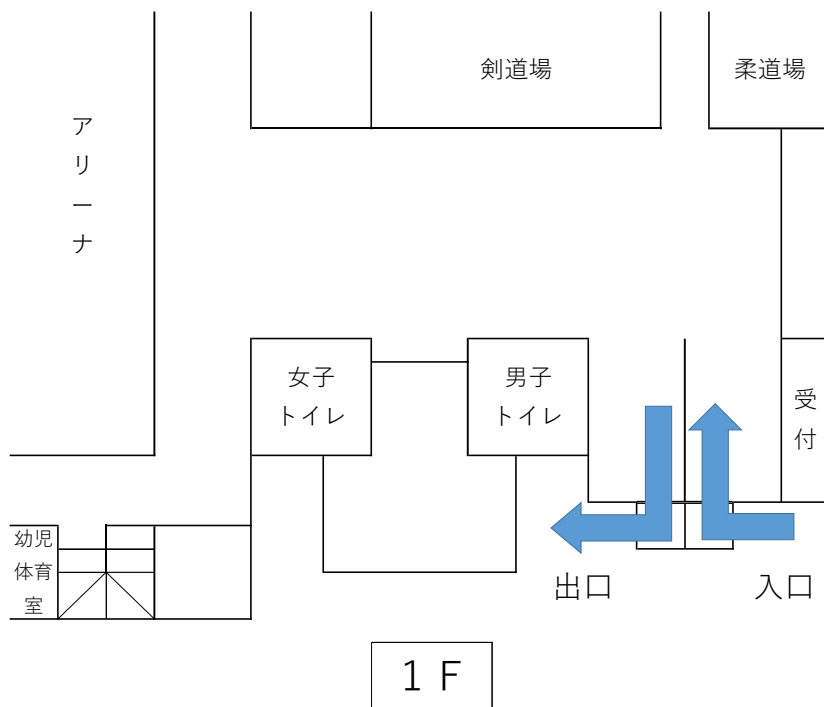 剣道場
柔道場
アリーナ
女子
トイレ
男子
トイレ
受付
幼児
体育
室
出口
入口
１Ｆ